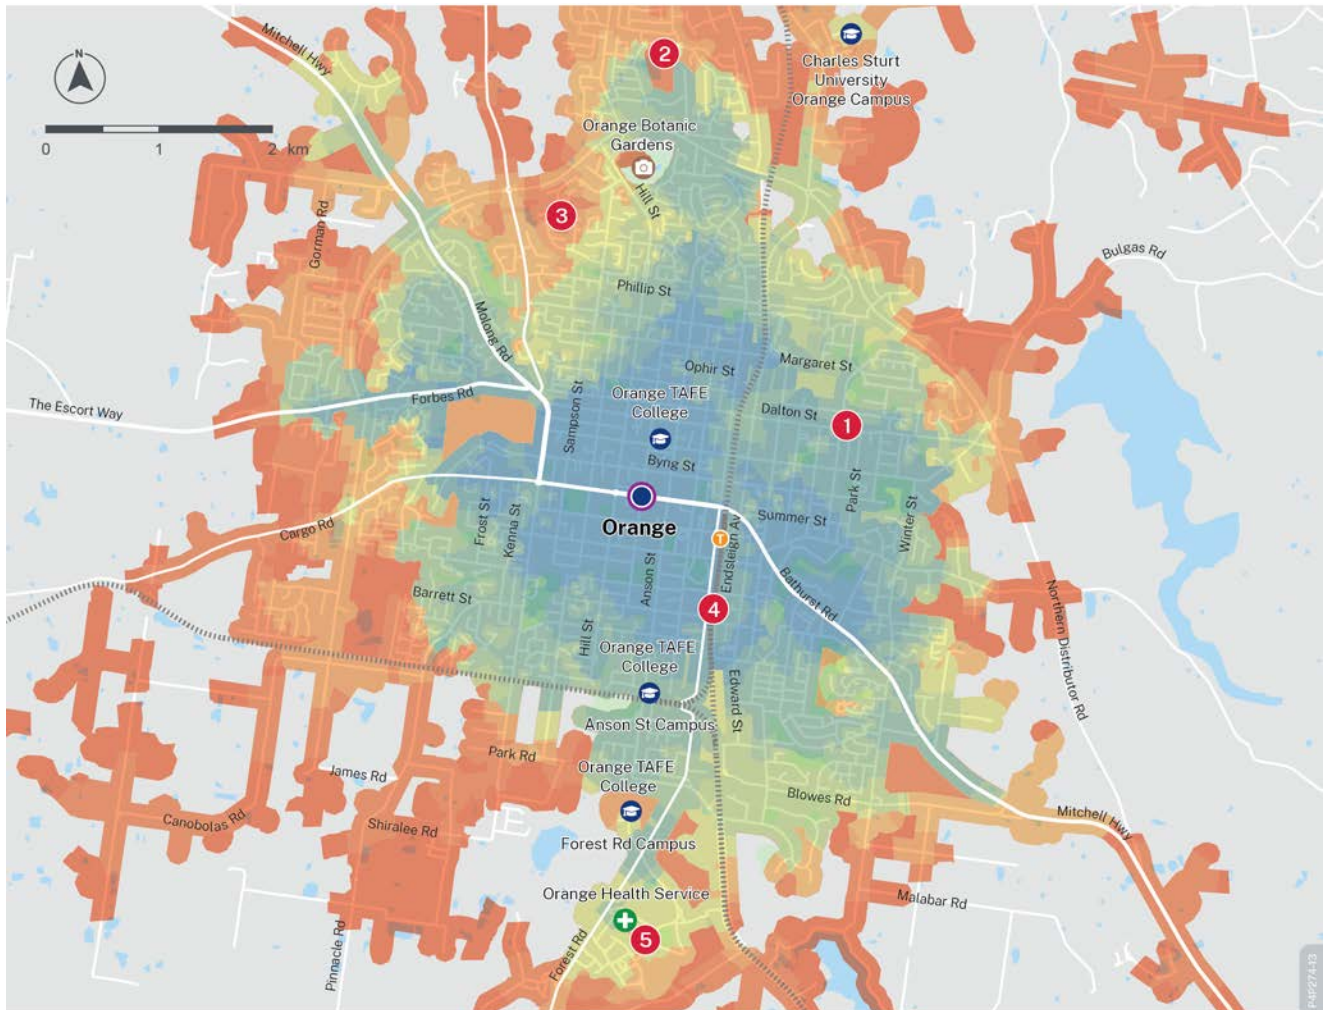 Mitchell Hwy
N
0 1 2 km
2
Charles Sturt
University
Orange Campus
Orange Botanic
Gardens
Hill St
3
Gorman Rd
Bulgas Rd
Phillip St
Molong Rd
Ophir St
Margaret St
The Escort Way
Forbes Rd
Sampson St
Orange TAFE
College
Dalton St
1
Byng St
Park St
Orange
Summer St
Winter St
Frost St
Kenna St
Cargo Rd
T
Endsleigh Av
Anson St
Bathurst Rd
Barrett St
4
Northern Distributor Rd
Hill St
Orange TAFE
College
Edward St
Anson St Campus
Park Rd
James Rd
Orange TAFE
College
Blowes Rd
Canobolas Rd
Shiralee Rd
Forest Rd Campus
Mitchell Hwy
Orange Health Service
Malabar Rd
5
Pinnacle Rd
Forest Rd
P4P27443